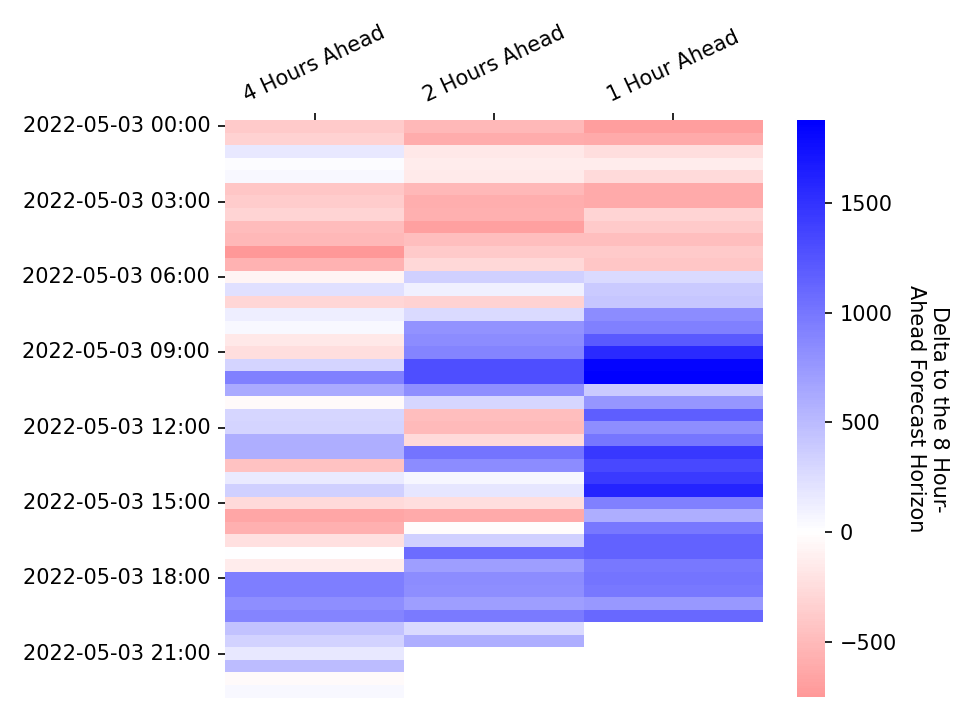 4 Hours Ahead
2 Hours Ahead
1 Hour Ahead
2022-05-03 00:00
2022-05-03 03:00
2022-05-03 06:00
2022-05-03 09:00
2022-05-03 12:00
2022-05-03 15:00
2022-05-03 18:00
2022-05-03 21:00
1500
1000
500
0
−500
Delta to the 8 Hour-
Ahead Forecast Horizon